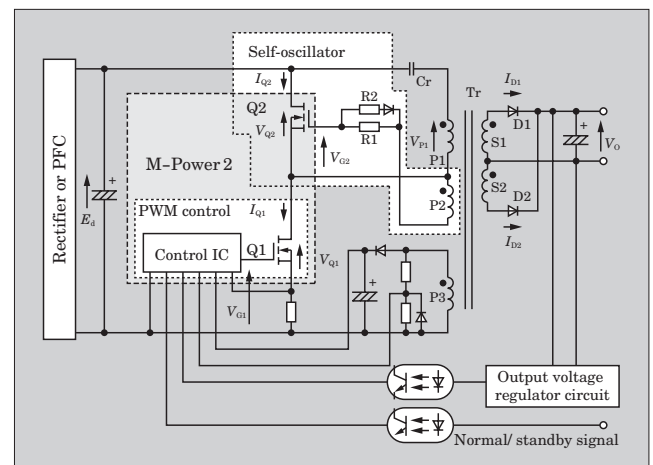 Self-oscillator
I_Q2
Cr
I_D1
Tr
Q2
R2
D1
+
R1
V_P1
S1
+
V_Q2
V_G2
P1
V_O
Rectifier or PFC
+
M-Power 2
S2
E_d
P2
D2
PWM control
I_Q1
I_D2
Control IC
Q1
V_Q1
+
P3
V_G1
Output voltage
regulator circuit
Normal/ standby signal